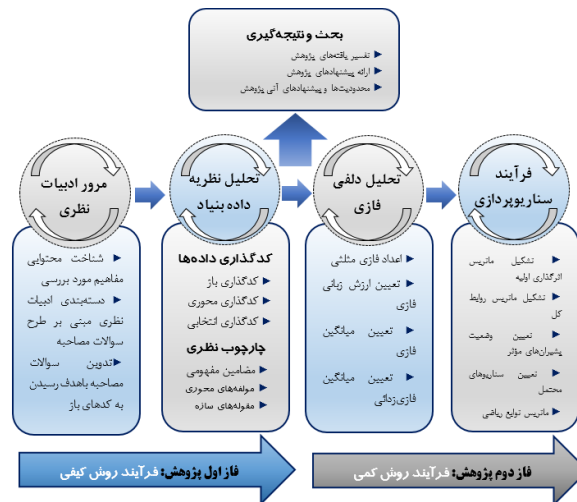 بحث و نتیجه‌گیری
تفسیر یافته‌های پژوهش
ارائه پیشنهادهای پژوهش
محدودیت‌ها و پیشنهادهای آتی پژوهش
مرور ادبیات
نظری
شناخت محتوایی
مفاهیم مورد بررسی
دسته‌بندی ادبیات
نظری مبنی بر طرح
سوالات مصاحبه
تدوین سوالات
مصاحبه باهدف رسیدن
به کدهای باز
تحلیل نظریه
داده بنیاد
کدگذاری داده‌ها
کدگذاری باز
کدگذاری محوری
کدگذاری انتخابی
چارچوب نظری
مضامین مفهومی
مولفه‌های محوری
مقوله‌های سازه
تحلیل دلفی
فازی
اعداد فازی مثلثی
تعیین ارزش زبانی
فازی
تعیین میانگین
فازی
تعیین میانگین
فازی‌زدائی
فرآیند
سناریوپردازی
تشکیل ماتریس
اثرگذاری اولیه
تشکیل ماتریس روابط
کل
تعیین وضعیت
پیشران‌های مؤثر
تعیین سناریوهای
محتمل
ماتریس توابع ریاضی
فاز اول پژوهش: فرآیند روش کیفی
فاز دوم پژوهش: فرآیند روش کمی